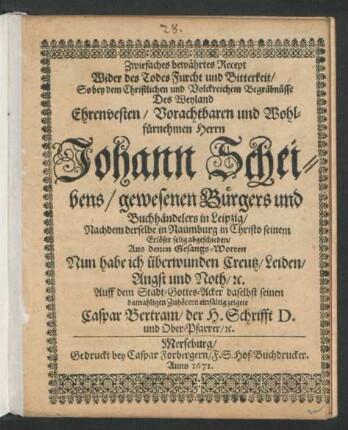 28.
Zwiefaches bewährtes Recept
Wider des Todes Furcht und Bitterkeit/
So bey dem Christlichen und Volckreichem Begräbnüsse
Des Weyland
Ehrenvesten/ Vorachtbaren und Wohl-
fürnehmen Herrn
Johann Schei-
bens/ gewesenen Bürgers und
Buchhändelers in Leipzig/
Nachdem derselbe in Naumburg in Christo seinem
Erlöser selig abgeschieden/
Aus denen Gesangs-Worten
Nun habe ich überwunden Creutz/ Leiden/
Angst und Noth/ ꝛc.
Auff dem Stadt-Gottes-Acker daselbst seinen
damahligen Zuhörern einfältig zeigete
Caspar Bertram/ der H. Schrifft D.
und Ober-Pfarrer/ ꝛc.
Merseburg/
Gedruckt bey Caspar Forbergern/ F. S. Hof-Buchdrucker.
Anno 1671.